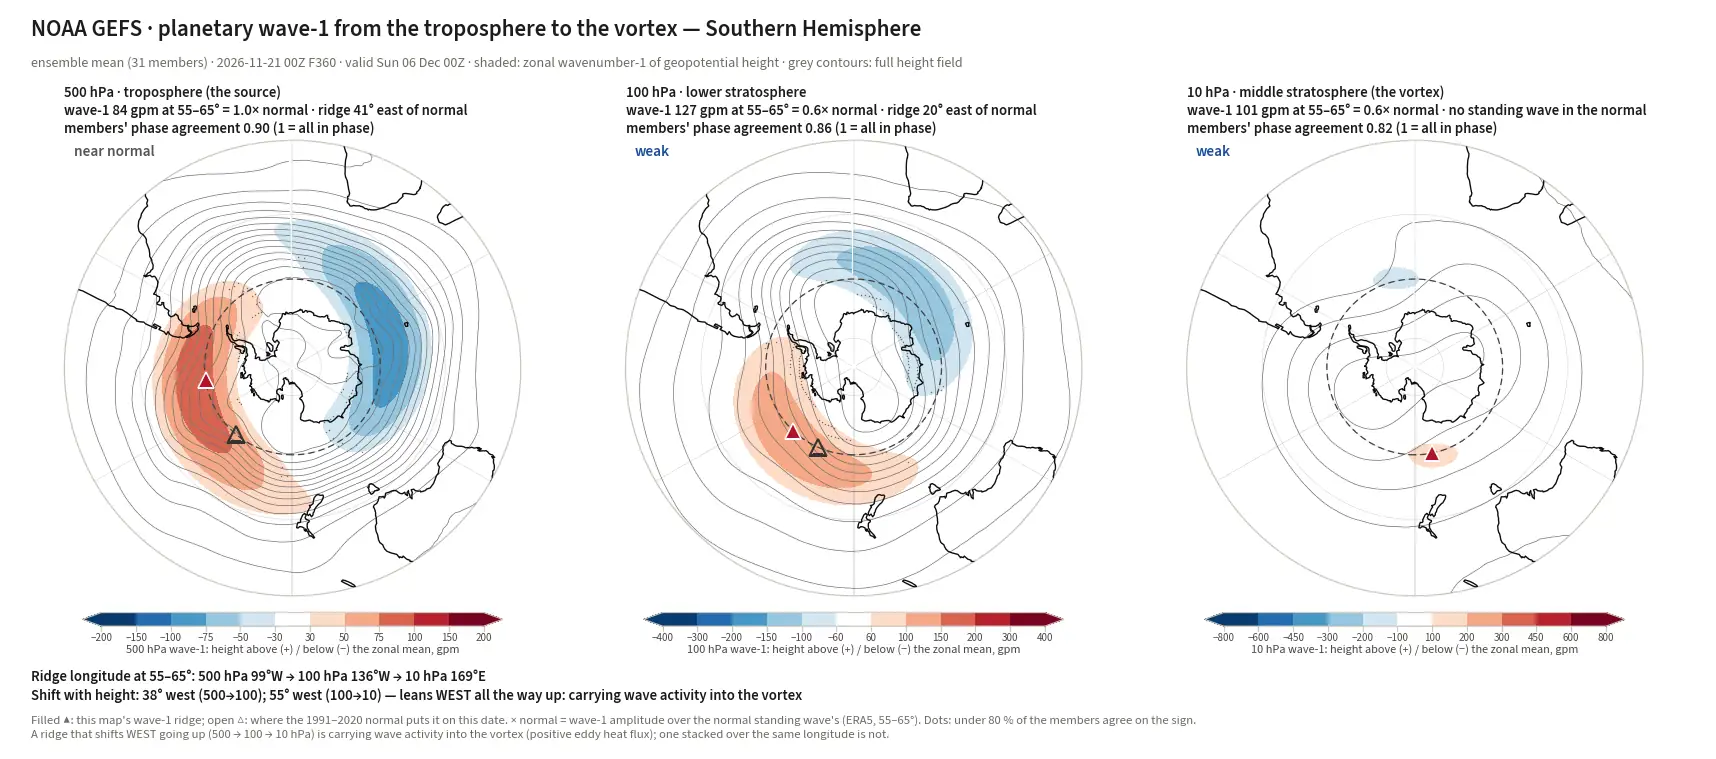 NOAA GEFS · planetary wave-1 from the troposphere to the vortex — Southern Hemisphere
ensemble mean (31 members) · 2026-11-21 00Z F360 · valid Sun 06 Dec 00Z · shaded: zonal wavenumber-1 of geopotential height · grey contours: full height field
500 hPa · troposphere (the source)
wave-1 84 gpm at 55–65° = 1.0× normal · ridge 41° east of normal
members' phase agreement 0.90 (1 = all in phase)
near normal
100 hPa · lower stratosphere
wave-1 127 gpm at 55–65° = 0.6× normal · ridge 20° east of normal
members' phase agreement 0.86 (1 = all in phase)
weak
10 hPa · middle stratosphere (the vortex)
wave-1 101 gpm at 55–65° = 0.6× normal · no standing wave in the normal
members' phase agreement 0.82 (1 = all in phase)
weak
−200 −150 −100 −75 −50 −30 30 50 75 100 150 200
500 hPa wave-1: height above (+) / below (−) the zonal mean, gpm
−400 −300 −200 −150 −100 −60 60 100 150 200 300 400
100 hPa wave-1: height above (+) / below (−) the zonal mean, gpm
−800 −600 −450 −300 −200 −100 100 200 300 450 600 800
10 hPa wave-1: height above (+) / below (−) the zonal mean, gpm
Ridge longitude at 55–65°: 500 hPa 99°W → 100 hPa 136°W → 10 hPa 169°E
Shift with height: 38° west (500→100); 55° west (100→10) — leans WEST all the way up: carrying wave activity into the vortex
Filled ▲: this map's wave-1 ridge; open △: where the 1991–2020 normal puts it on this date. × normal = wave-1 amplitude over the normal standing wave's (ERA5, 55–65°). Dots: under 80 % of the members agree on the sign.
A ridge that shifts WEST going up (500 → 100 → 10 hPa) is carrying wave activity into the vortex (positive eddy heat flux); one stacked over the same longitude is not.